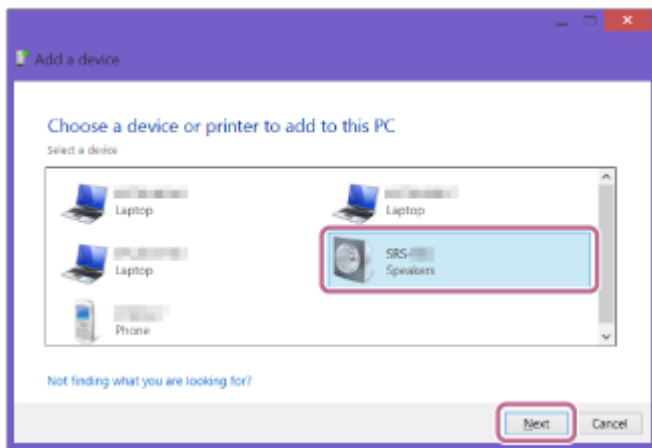 Add a device
Choose a device or printer to add to this PC
Select a device
Laptop
Laptop
Laptop
SRS-
Speakers
Phone
Not finding what you are looking for?
Next
Cancel